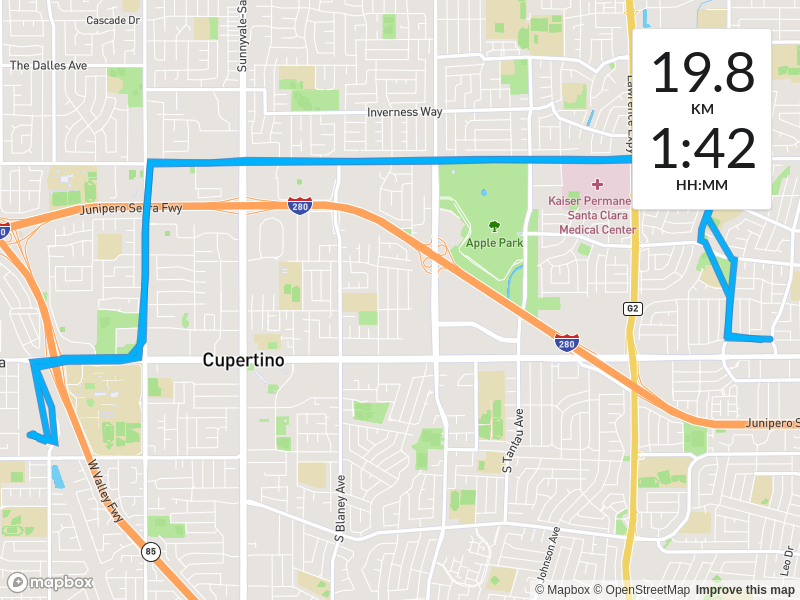 Cascade Dr
Sunnyvale-Sa
The Dalles Ave
Inverness Way
Lawrence Expy
19.8
KM
1:42
HH:MM
Kaiser Permane
Santa Clara
Medical Center
Junipero Serra Fwy
280
0
Apple Park
G2
280
a
Cupertino
Junipero S
S Tantau Ave
W Valley Fwy
S Blaney Ave
85
Johnson Ave
Leo Dr
mapbox
© Mapbox © OpenStreetMap Improve this map